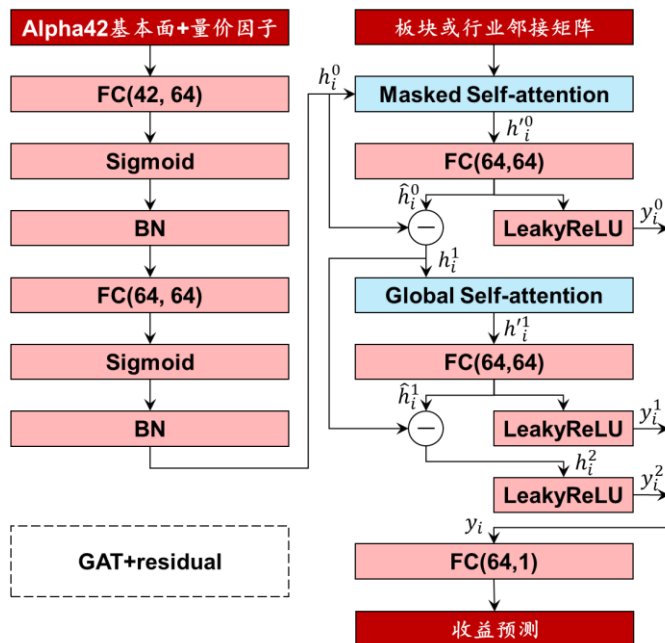 Alpha42基本面+量价因子
FC(42, 64)
Sigmoid
BN
FC(64, 64)
Sigmoid
BN
GAT+residual
板块或行业邻接矩阵
h_i^0
Masked Self-attention
h'_i^0
FC(64,64)
ĥ_i^0
−
LeakyReLU
y_i^0
h_i^1
Global Self-attention
h'_i^1
FC(64,64)
ĥ_i^1
−
LeakyReLU
y_i^1
h_i^2
LeakyReLU
y_i^2
y_i
FC(64,1)
收益预测